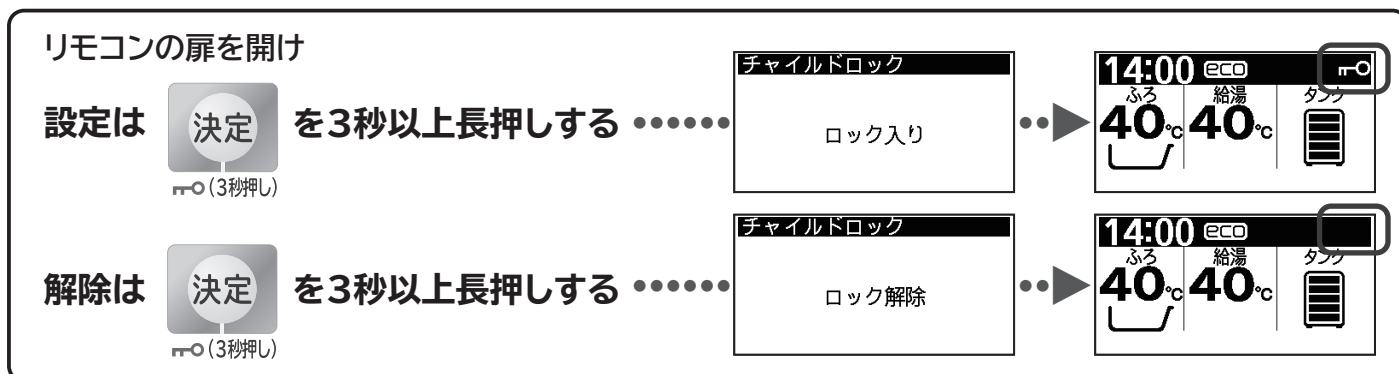 リモコンの扉を開け
設定は 決定 を3秒以上長押しする
(3秒押し)
チャイルドロック
ロック入り
14:00 eco
ふろ 給湯 タンク
40℃ 40℃
解除は 決定 を3秒以上長押しする
(3秒押し)
チャイルドロック
ロック解除
14:00 eco
ふろ 給湯 タンク
40℃ 40℃